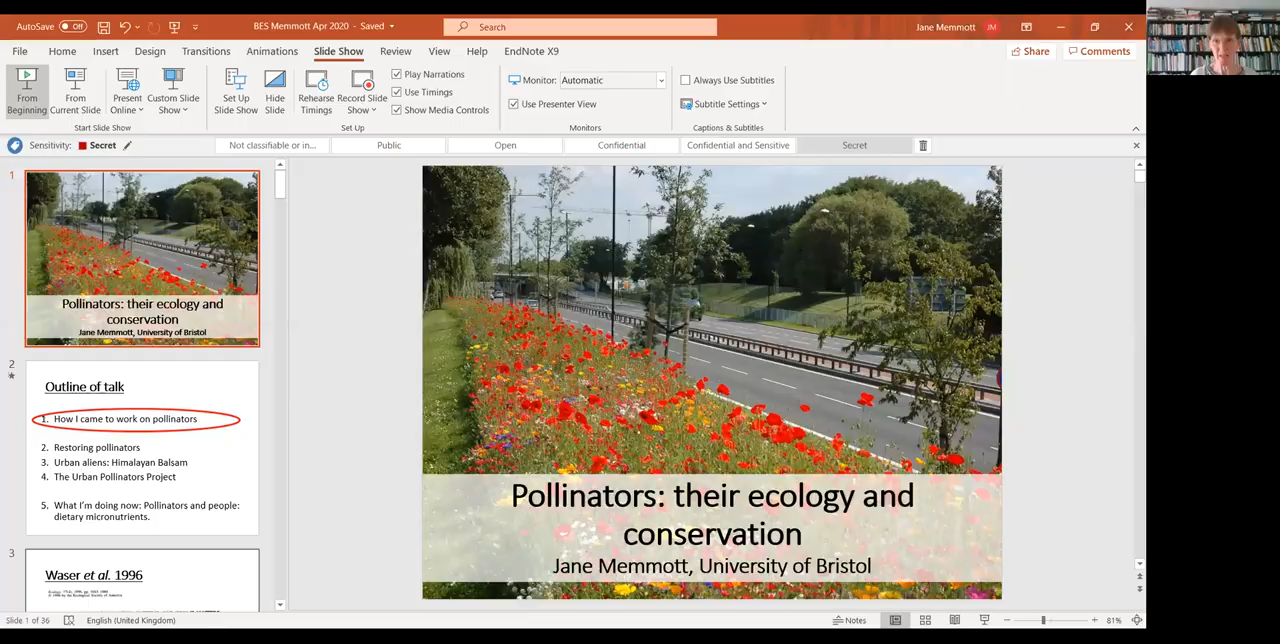 AutoSave Off
BES Memmott Apr 2020 - Saved
Search
Jane Memmott JM
File Home Insert Design Transitions Animations Slide Show Review View Help EndNote X9
Share Comments
From Beginning
From Current Slide
Present Online
Custom Slide Show
Start Slide Show
Set Up Slide Show
Hide Slide
Rehearse Timings
Record Slide Show
Play Narrations
Use Timings
Show Media Controls
Set Up
Monitor: Automatic
Use Presenter View
Monitors
Always Use Subtitles
Subtitle Settings
Captions & Subtitles
Sensitivity: Secret
Not classifiable or in...
Public
Open
Confidential
Confidential and Sensitive
Secret
1
Pollinators: their ecology and
conservation
Jane Memmott, University of Bristol
2
Outline of talk
1. How I came to work on pollinators
2. Restoring pollinators
3. Urban aliens: Himalayan Balsam
4. The Urban Pollinators Project
5. What I'm doing now: Pollinators and people:
dietary micronutrients.
3
Waser et al. 1996
Pollinators: their ecology and
conservation
Jane Memmott, University of Bristol
Slide 1 of 36
English (United Kingdom)
Notes
81%